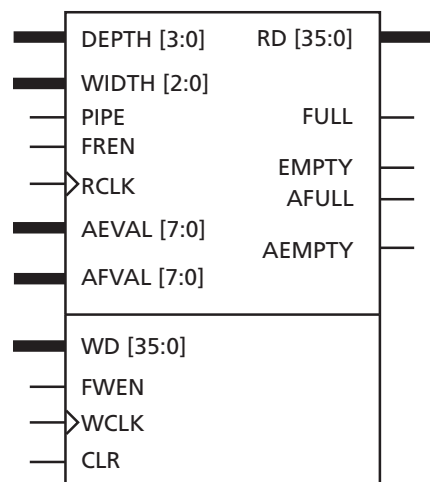 DEPTH [3:0] RD [35:0]
WIDTH [2:0]
PIPE FULL
FREN
EMPTY
RCLK AFULL
AEVAL [7:0]
AEMPTY
AFVAL [7:0]
WD [35:0]
FWEN
WCLK
CLR